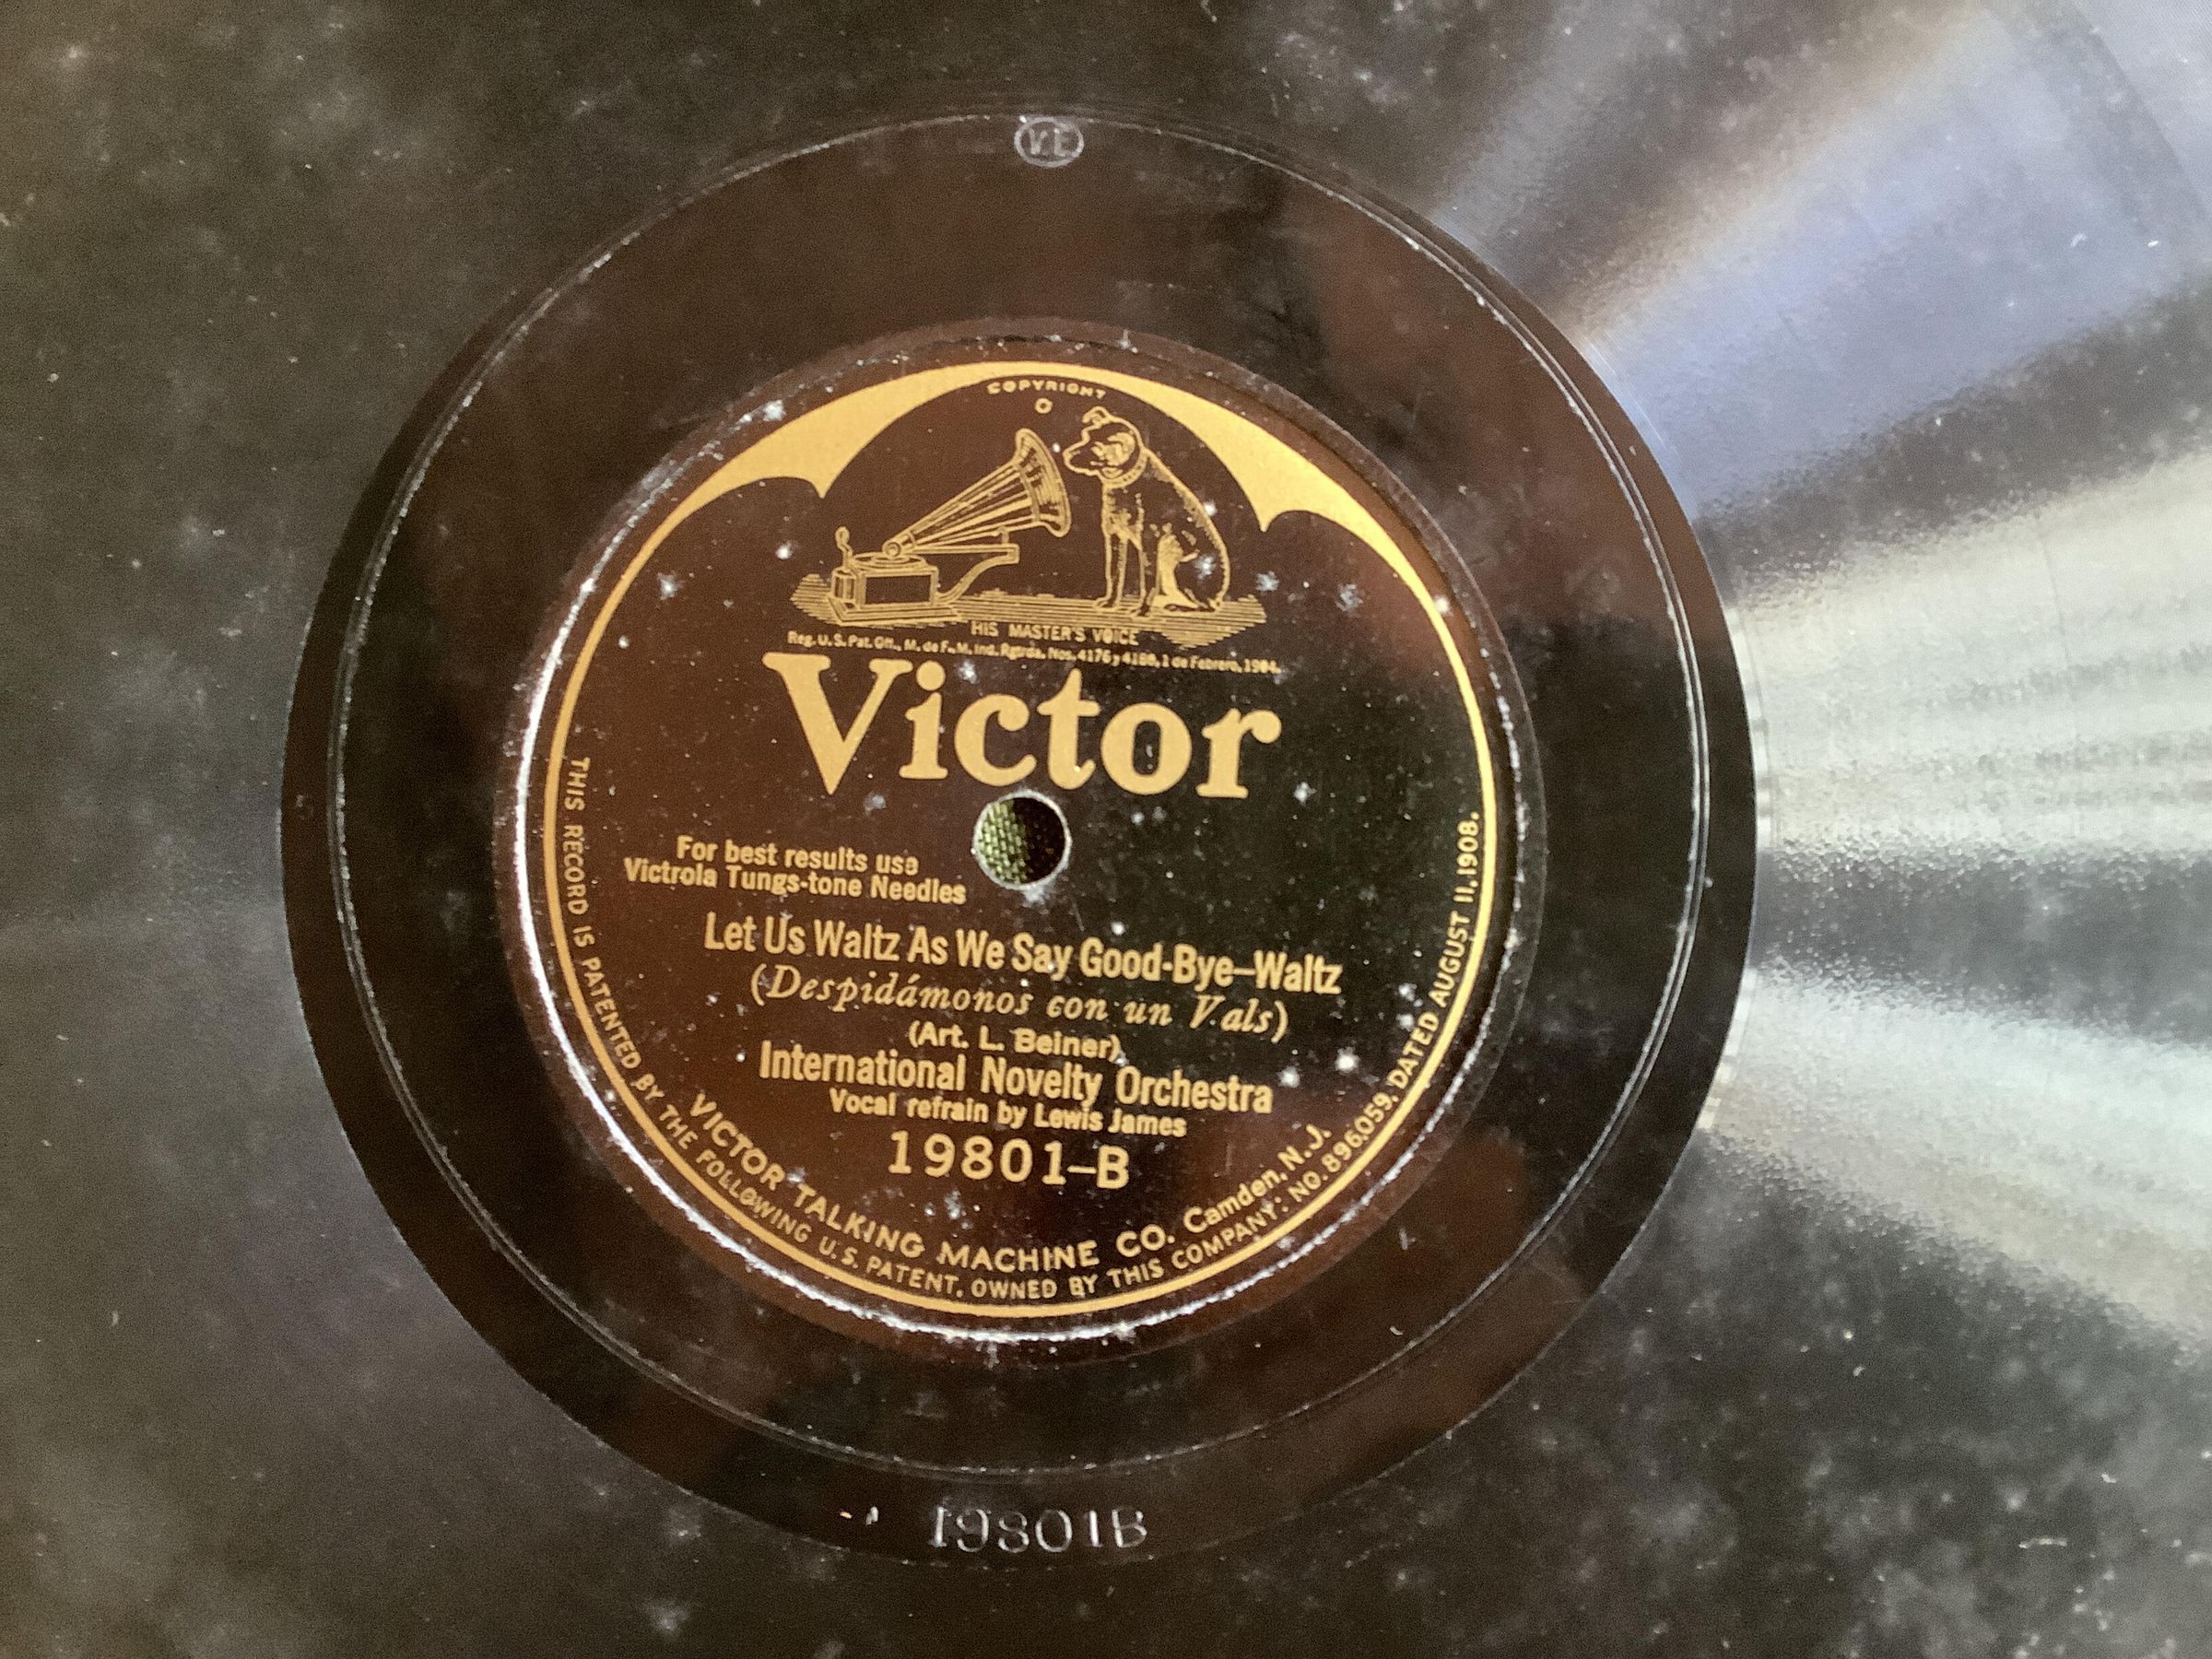 VE
COPYRIGHT
HIS MASTER'S VOICE
Reg. U. S. Pat. Off., M. de F. M. Ind. Rgtrda. Nos. 4176 y 4180, 1 de Febrero, 1904.
Victor
For best results use
Victrola Tungs-tone Needles
Let Us Waltz As We Say Good-Bye—Waltz
(Despidámonos con un Vals)
(Art. L. Beiner)
International Novelty Orchestra
Vocal refrain by Lewis James
19801-B
VICTOR TALKING MACHINE CO. Camden, N.J.
THIS RECORD IS PATENTED BY THE FOLLOWING U.S. PATENT, OWNED BY THIS COMPANY: NO. 896,059, DATED AUGUST 11, 1908.
19801B